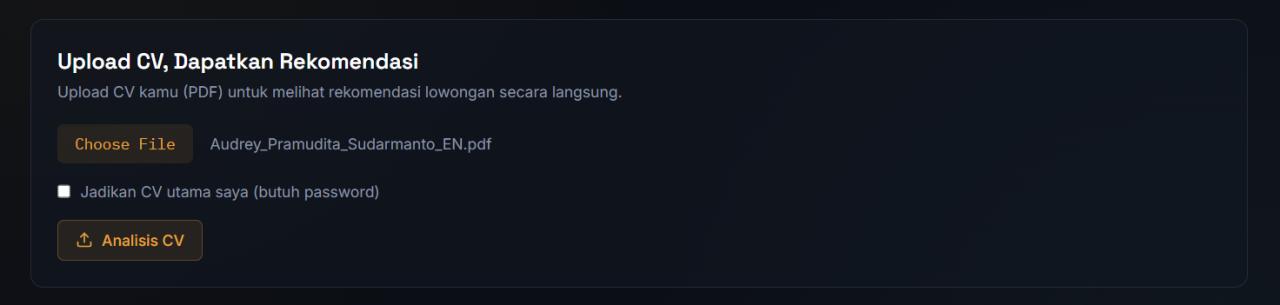 Upload CV, Dapatkan Rekomendasi
Upload CV kamu (PDF) untuk melihat rekomendasi lowongan secara langsung.
Choose File Audrey_Pramudita_Sudarmanto_EN.pdf
Jadikan CV utama saya (butuh password)
Analisis CV